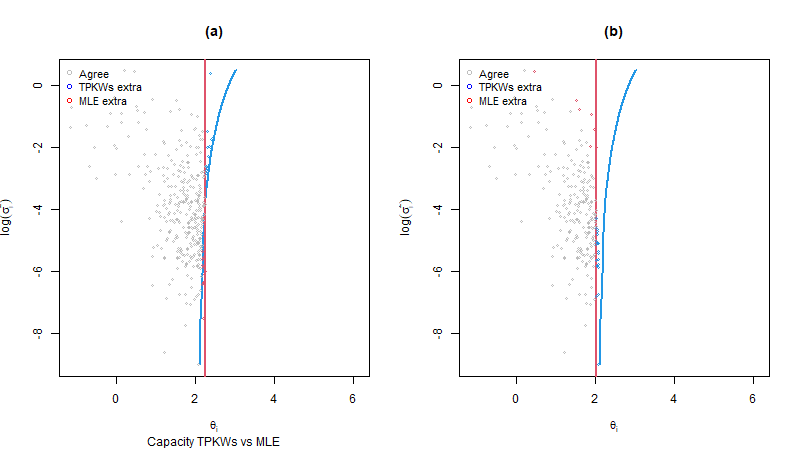 (a)
Agree
TPKWs extra
MLE extra
0
-2
-4
-6
-8
log(σ̂i)
0 2 4 6
θi
Capacity TPKWs vs MLE
(b)
Agree
TPKWs extra
MLE extra
0
-2
-4
-6
-8
log(σ̂i)
0 2 4 6
θi